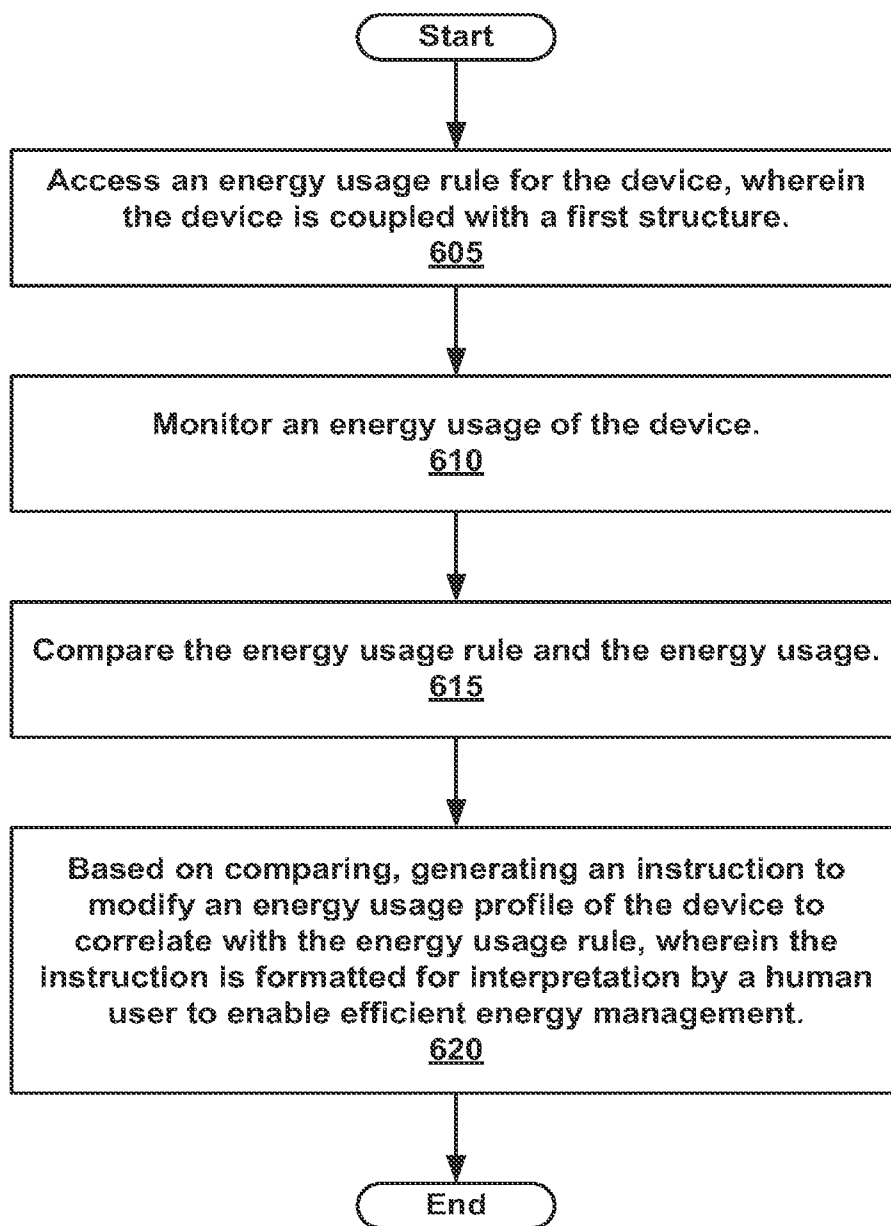 Start
Access an energy usage rule for the device, wherein
the device is coupled with a first structure.
605
Monitor an energy usage of the device.
610
Compare the energy usage rule and the energy usage.
615
Based on comparing, generating an instruction to
modify an energy usage profile of the device to
correlate with the energy usage rule, wherein the
instruction is formatted for interpretation by a human
user to enable efficient energy management.
620
End